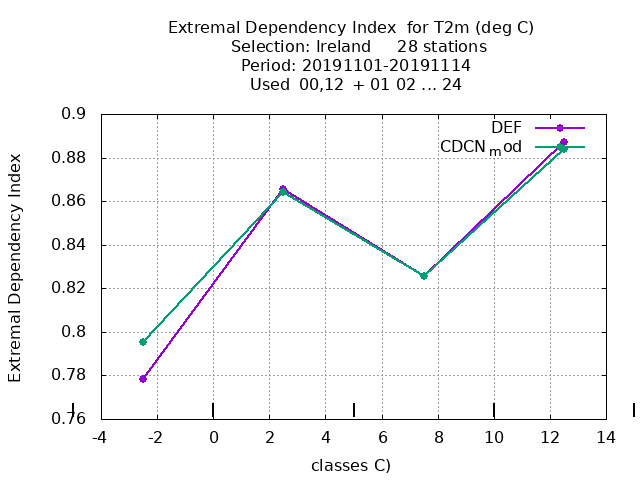 Extremal Dependency Index for T2m (deg C)
Selection: Ireland 28 stations
Period: 20191101-20191114
Used 00,12 + 01 02 ... 24
Extremal Dependency Index
0.9
0.88
0.86
0.84
0.82
0.8
0.78
0.76
DEF
CDCNmod
-4 -2 0 2 4 6 8 10 12 14
classes C)